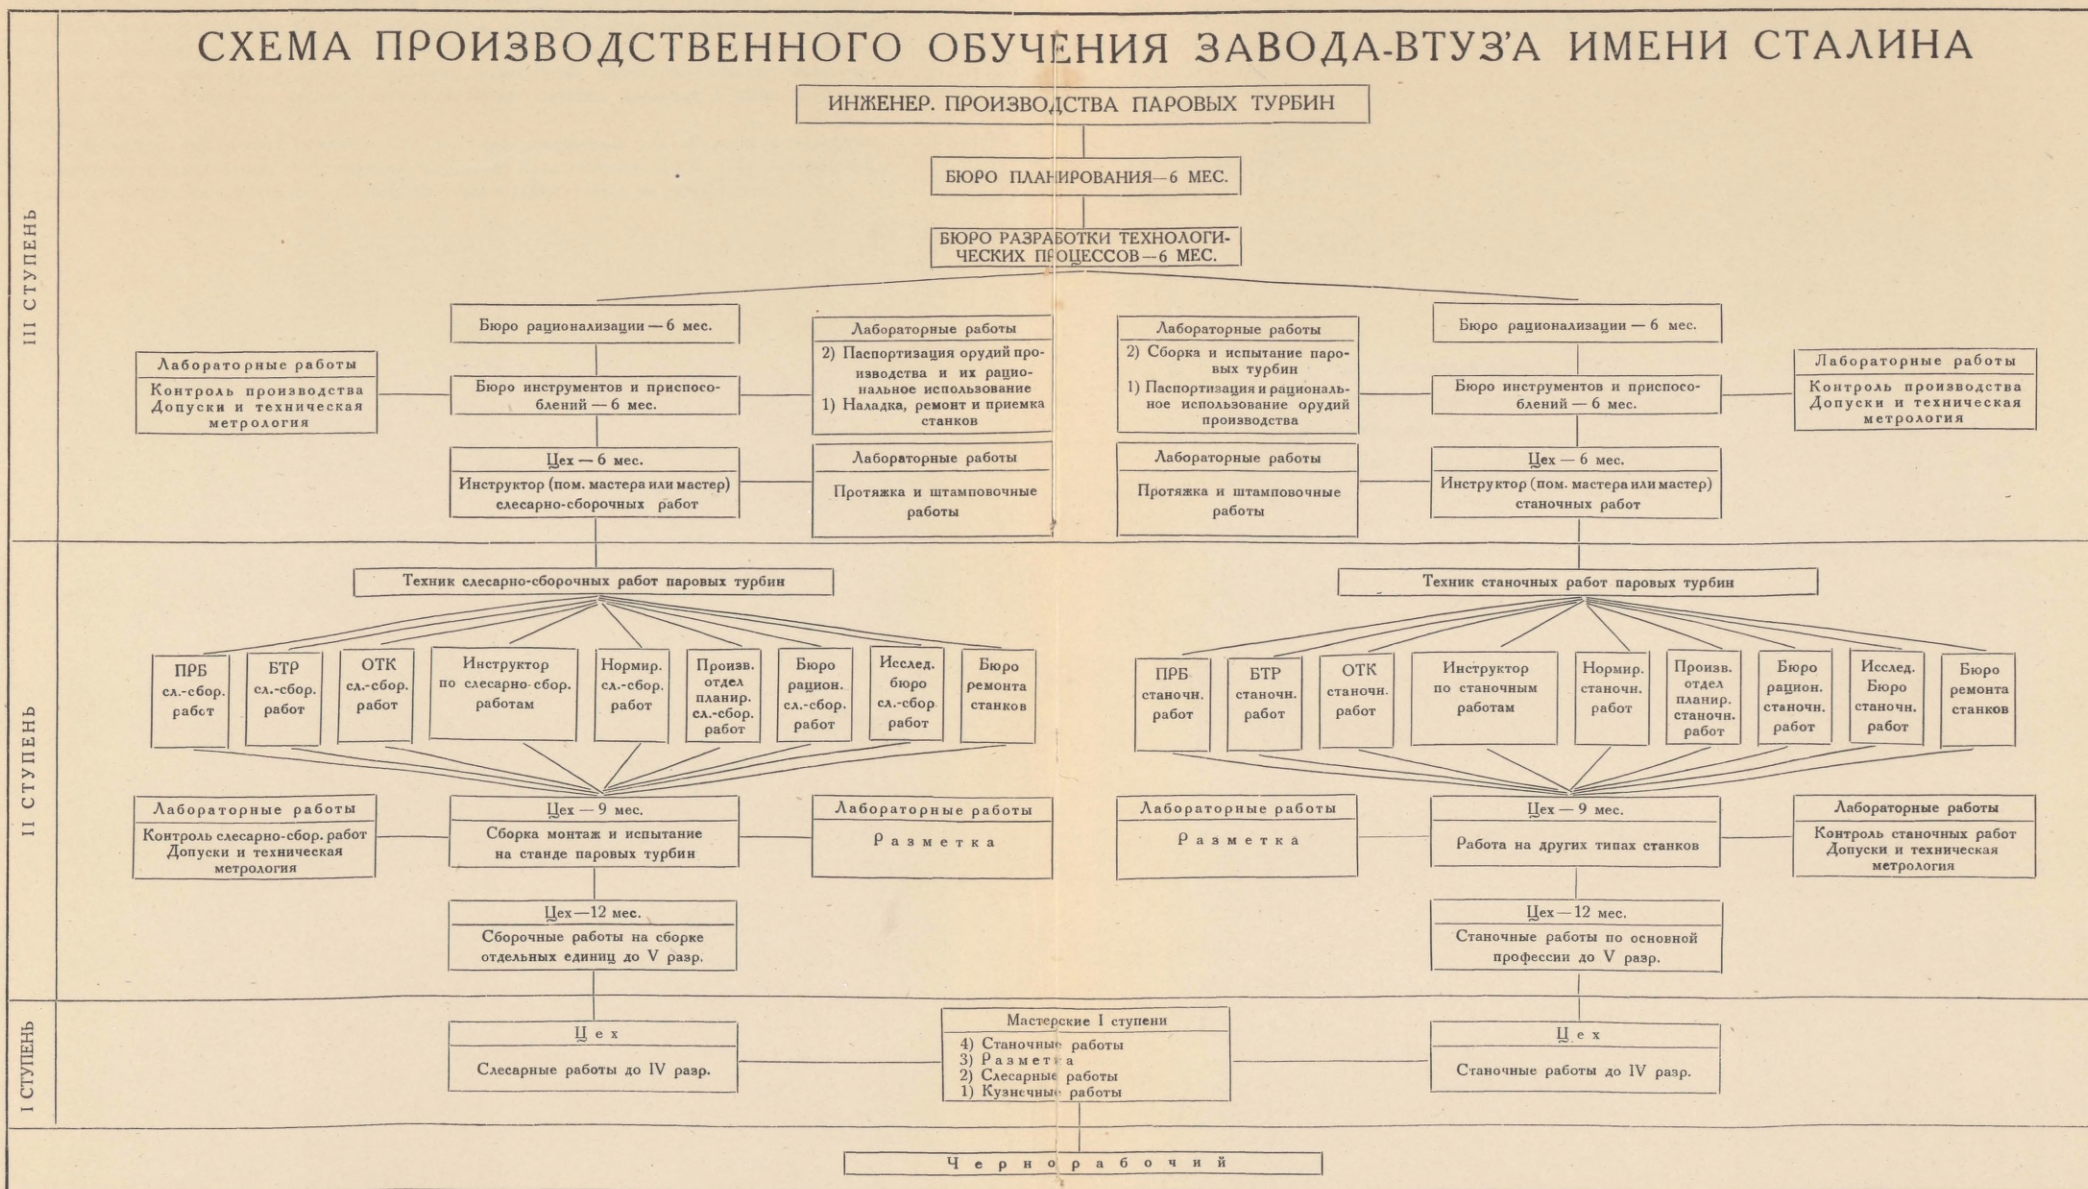 СХЕМА ПРОИЗВОДСТВЕННОГО ОБУЧЕНИЯ ЗАВОДА-ВТУЗ'А ИМЕНИ СТАЛИНА
III СТУПЕНЬ
ИНЖЕНЕР. ПРОИЗВОДСТВА ПАРОВЫХ ТУРБИН
БЮРО ПЛАНИРОВАНИЯ—6 МЕС.
БЮРО РАЗРАБОТКИ ТЕХНОЛОГИ-
ЧЕСКИХ ПРОЦЕССОВ—6 МЕС.
Бюро рационализации — 6 мес.
Лабораторные работы
Контроль производства
Допуски и техническая
метрология
Бюро инструментов и приспосо-
блений — 6 мес.
Лабораторные работы
2) Паспортизация орудий про-
изводства и их рацио-
нальное использование
1) Наладка, ремонт и приемка
станков
Цех — 6 мес.
Инструктор (пом. мастера или мастер)
слесарно-сборочных работ
Лабораторные работы
Протяжка и штамповочные
работы
Лабораторные работы
2) Сборка и испытание паро-
вых турбин
1) Паспортизация и рациональ-
ное использование орудий
производства
Бюро рационализации — 6 мес.
Бюро инструментов и приспосо-
блений — 6 мес.
Лабораторные работы
Контроль производства
Допуски и техническая
метрология
Лабораторные работы
Протяжка и штамповочные
работы
Цех — 6 мес.
Инструктор (пом. мастера или мастер)
станочных работ
II СТУПЕНЬ
Техник слесарно-сборочных работ паровых турбин
ПРБ
сл.-сбор.
работ
БТР
сл.-сбор.
работ
ОТК
сл.-сбор.
работ
Инструктор
по слесарно-сбор.
работам
Нормир.
сл.-сбор.
работ
Произв.
отдел
планир.
сл.-сбор.
работ
Бюро
рацион.
сл.-сбор.
работ
Исслед.
бюро
сл.-сбор.
работ
Бюро
ремонта
станков
Лабораторные работы
Контроль слесарно-сбор. работ
Допуски и техническая
метрология
Цех — 9 мес.
Сборка монтаж и испытание
на станде паровых турбин
Лабораторные работы
Разметка
Цех—12 мес.
Сборочные работы на сборке
отдельных единиц до V разр.
Техник станочных работ паровых турбин
ПРБ
станочн.
работ
БТР
станочн.
работ
ОТК
станочн.
работ
Инструктор
по станочным
работам
Нормир.
станочн.
работ
Произв.
отдел
планир.
станочн.
работ
Бюро
рацион.
станочн.
работ
Исслед.
Бюро
станочн.
работ
Бюро
ремонта
станков
Лабораторные работы
Разметка
Цех — 9 мес.
Работа на других типах станков
Лабораторные работы
Контроль станочных работ
Допуски и техническая
метрология
Цех — 12 мес.
Станочные работы по основной
профессии до V разр.
I СТУПЕНЬ
Цех
Слесарные работы до IV разр.
Мастерские I ступени
4) Станочные работы
3) Разметка
2) Слесарные работы
1) Кузнечные работы
Цех
Станочные работы до IV разр.
Чернорабочий